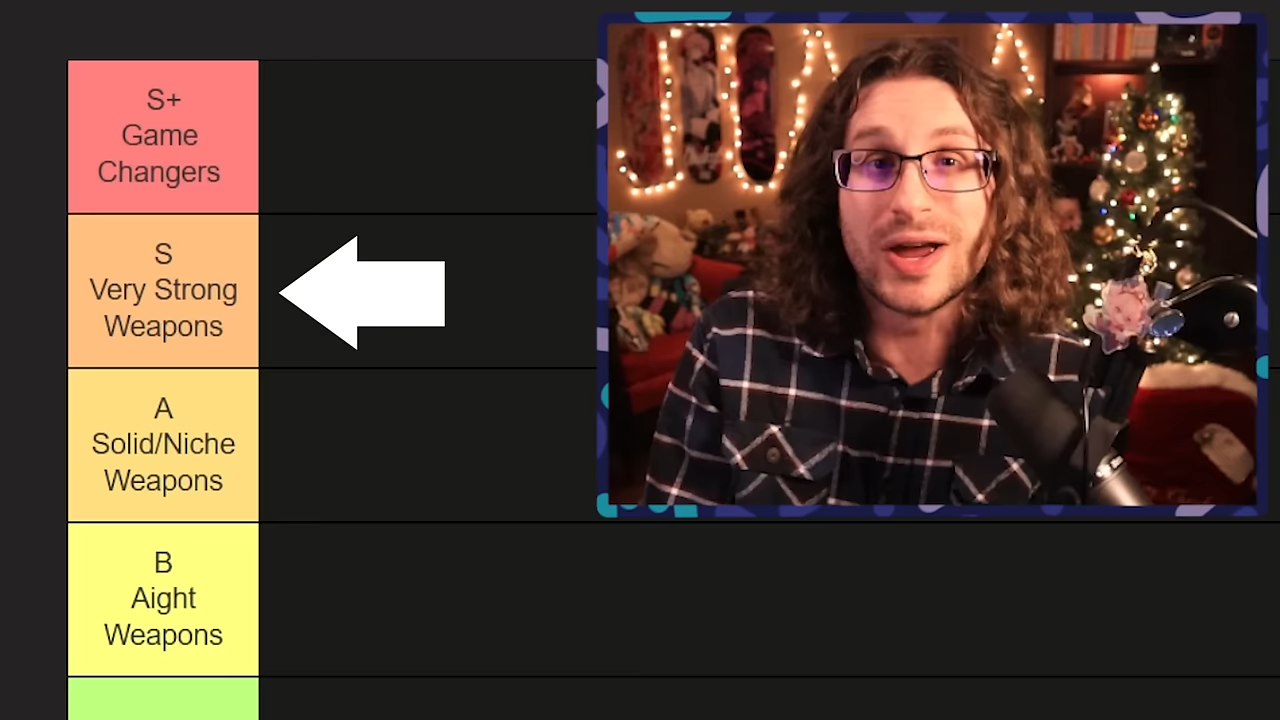 S+
Game
Changers
S
Very Strong
Weapons
A
Solid/Niche
Weapons
B
Aight
Weapons